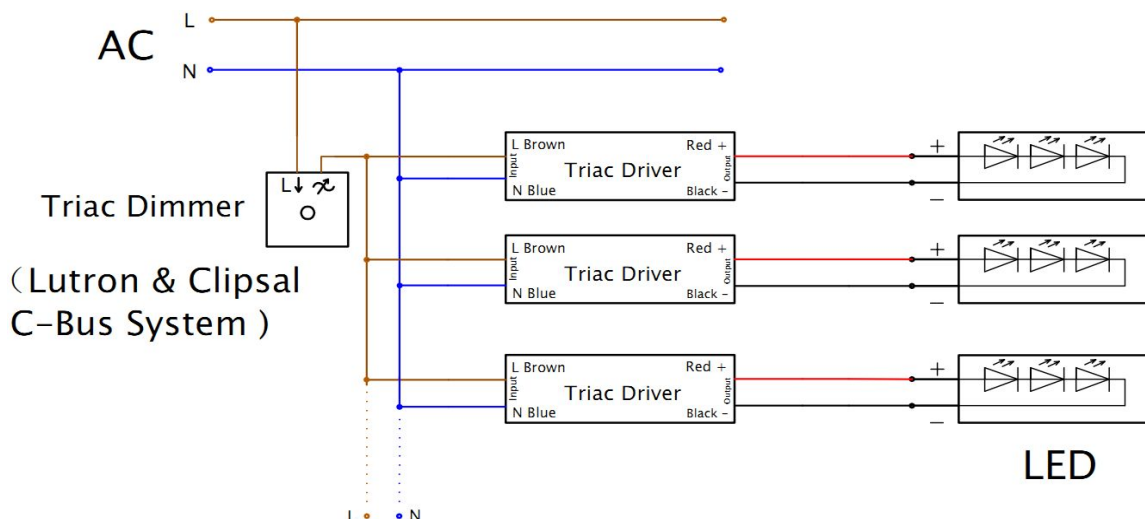 L
AC
N
L Brown
Red +
Input
Triac Driver
Output
N Blue
Black -
+
−
L
Triac Dimmer
(Lutron & Clipsal
C-Bus System )
L Brown
Red +
Input
Triac Driver
Output
N Blue
Black -
+
−
L Brown
Red +
Input
Triac Driver
Output
N Blue
Black -
+
−
LED
L
N